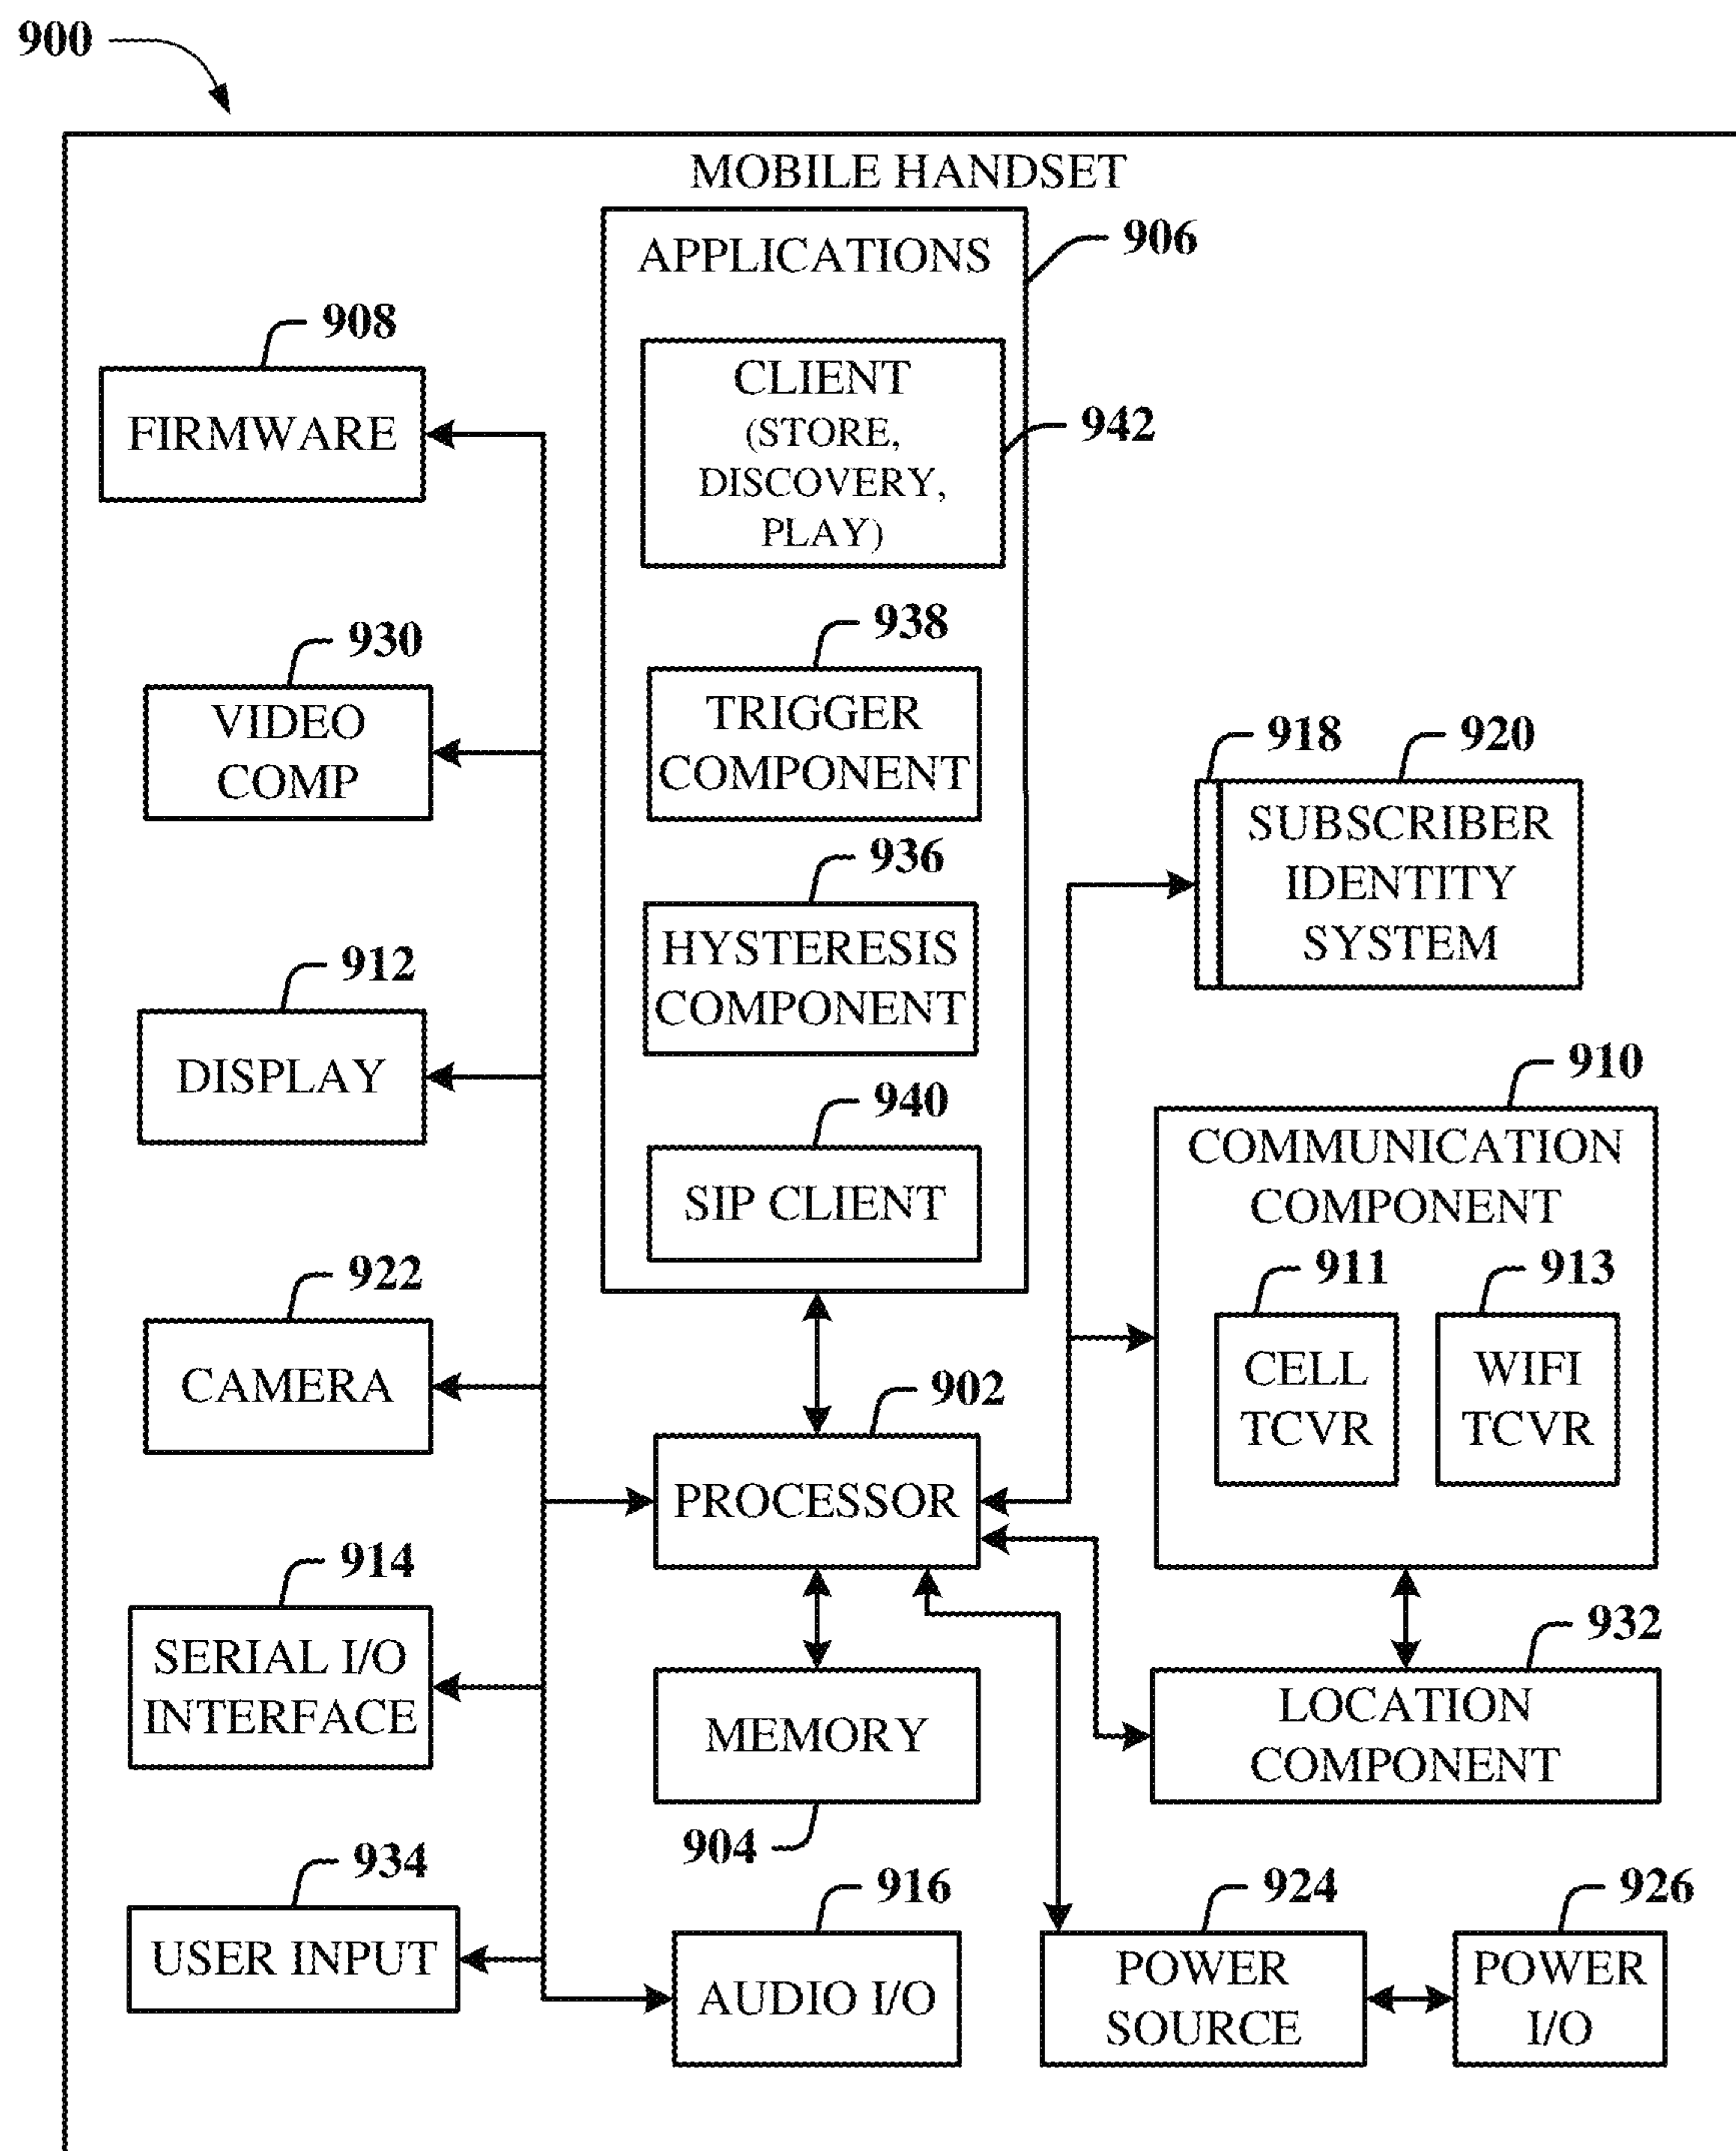 900
MOBILE HANDSET
APPLICATIONS
906
CLIENT
(STORE,
DISCOVERY,
PLAY)
942
938
TRIGGER
COMPONENT
936
HYSTERESIS
COMPONENT
940
SIP CLIENT
908
FIRMWARE
930
VIDEO
COMP
912
DISPLAY
922
CAMERA
914
SERIAL I/O
INTERFACE
934
USER INPUT
902
PROCESSOR
MEMORY
904
916
AUDIO I/O
918
920
SUBSCRIBER
IDENTITY
SYSTEM
910
COMMUNICATION
COMPONENT
911
CELL
TCVR
913
WIFI
TCVR
932
LOCATION
COMPONENT
924
POWER
SOURCE
926
POWER
I/O